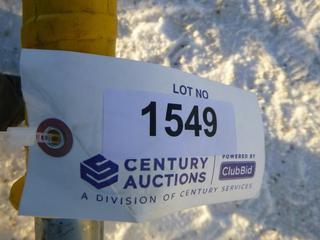 LOT NO
1549
CENTURY
AUCTIONS
POWERED BY
ClubBid
A DIVISION OF CENTURY SERVICES